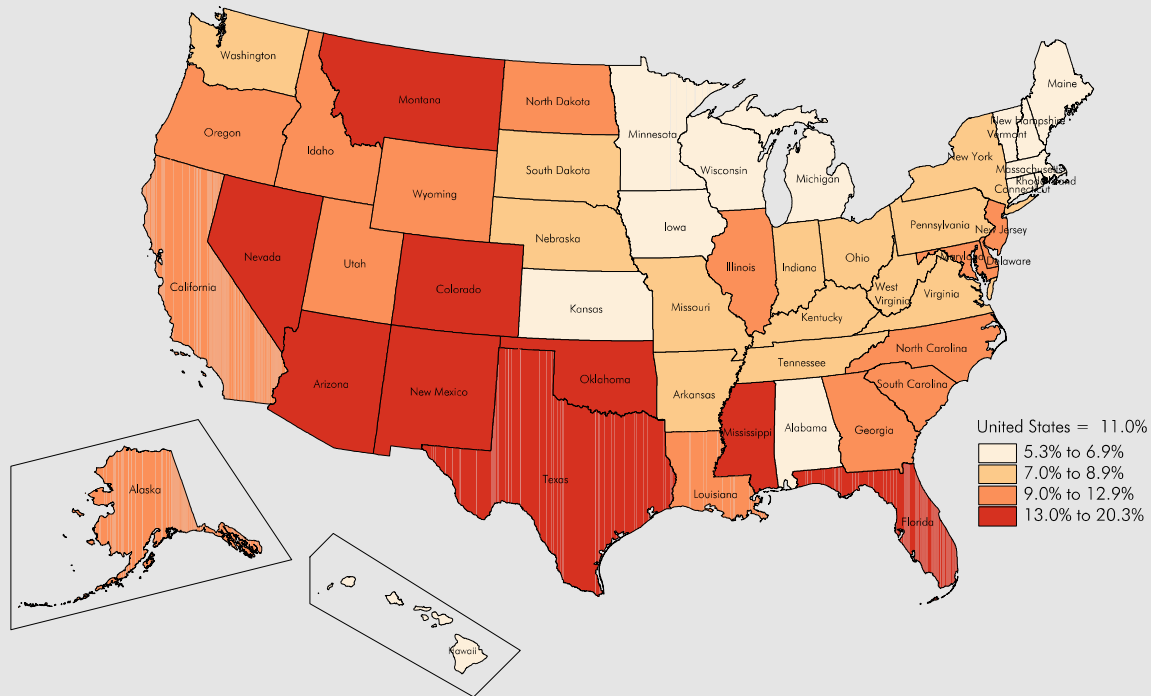 Washington
Montana
North Dakota
Minnesota
Maine
Oregon
Idaho
Wyoming
South Dakota
Wisconsin
Michigan
New York
New Hampshire
Vermont
Massachusetts
Rhode Island
Connecticut
Nebraska
Iowa
Illinois
Indiana
Ohio
Pennsylvania
New Jersey
Maryland
Delaware
West
Virginia
Virginia
Nevada
Utah
Colorado
California
Kansas
Missouri
Kentucky
Tennessee
North Carolina
South Carolina
Arizona
New Mexico
Oklahoma
Arkansas
Mississippi
Alabama
Georgia
Texas
Louisiana
Florida
Alaska
Hawaii
United States = 11.0%
5.3% to 6.9%
7.0% to 8.9%
9.0% to 12.9%
13.0% to 20.3%